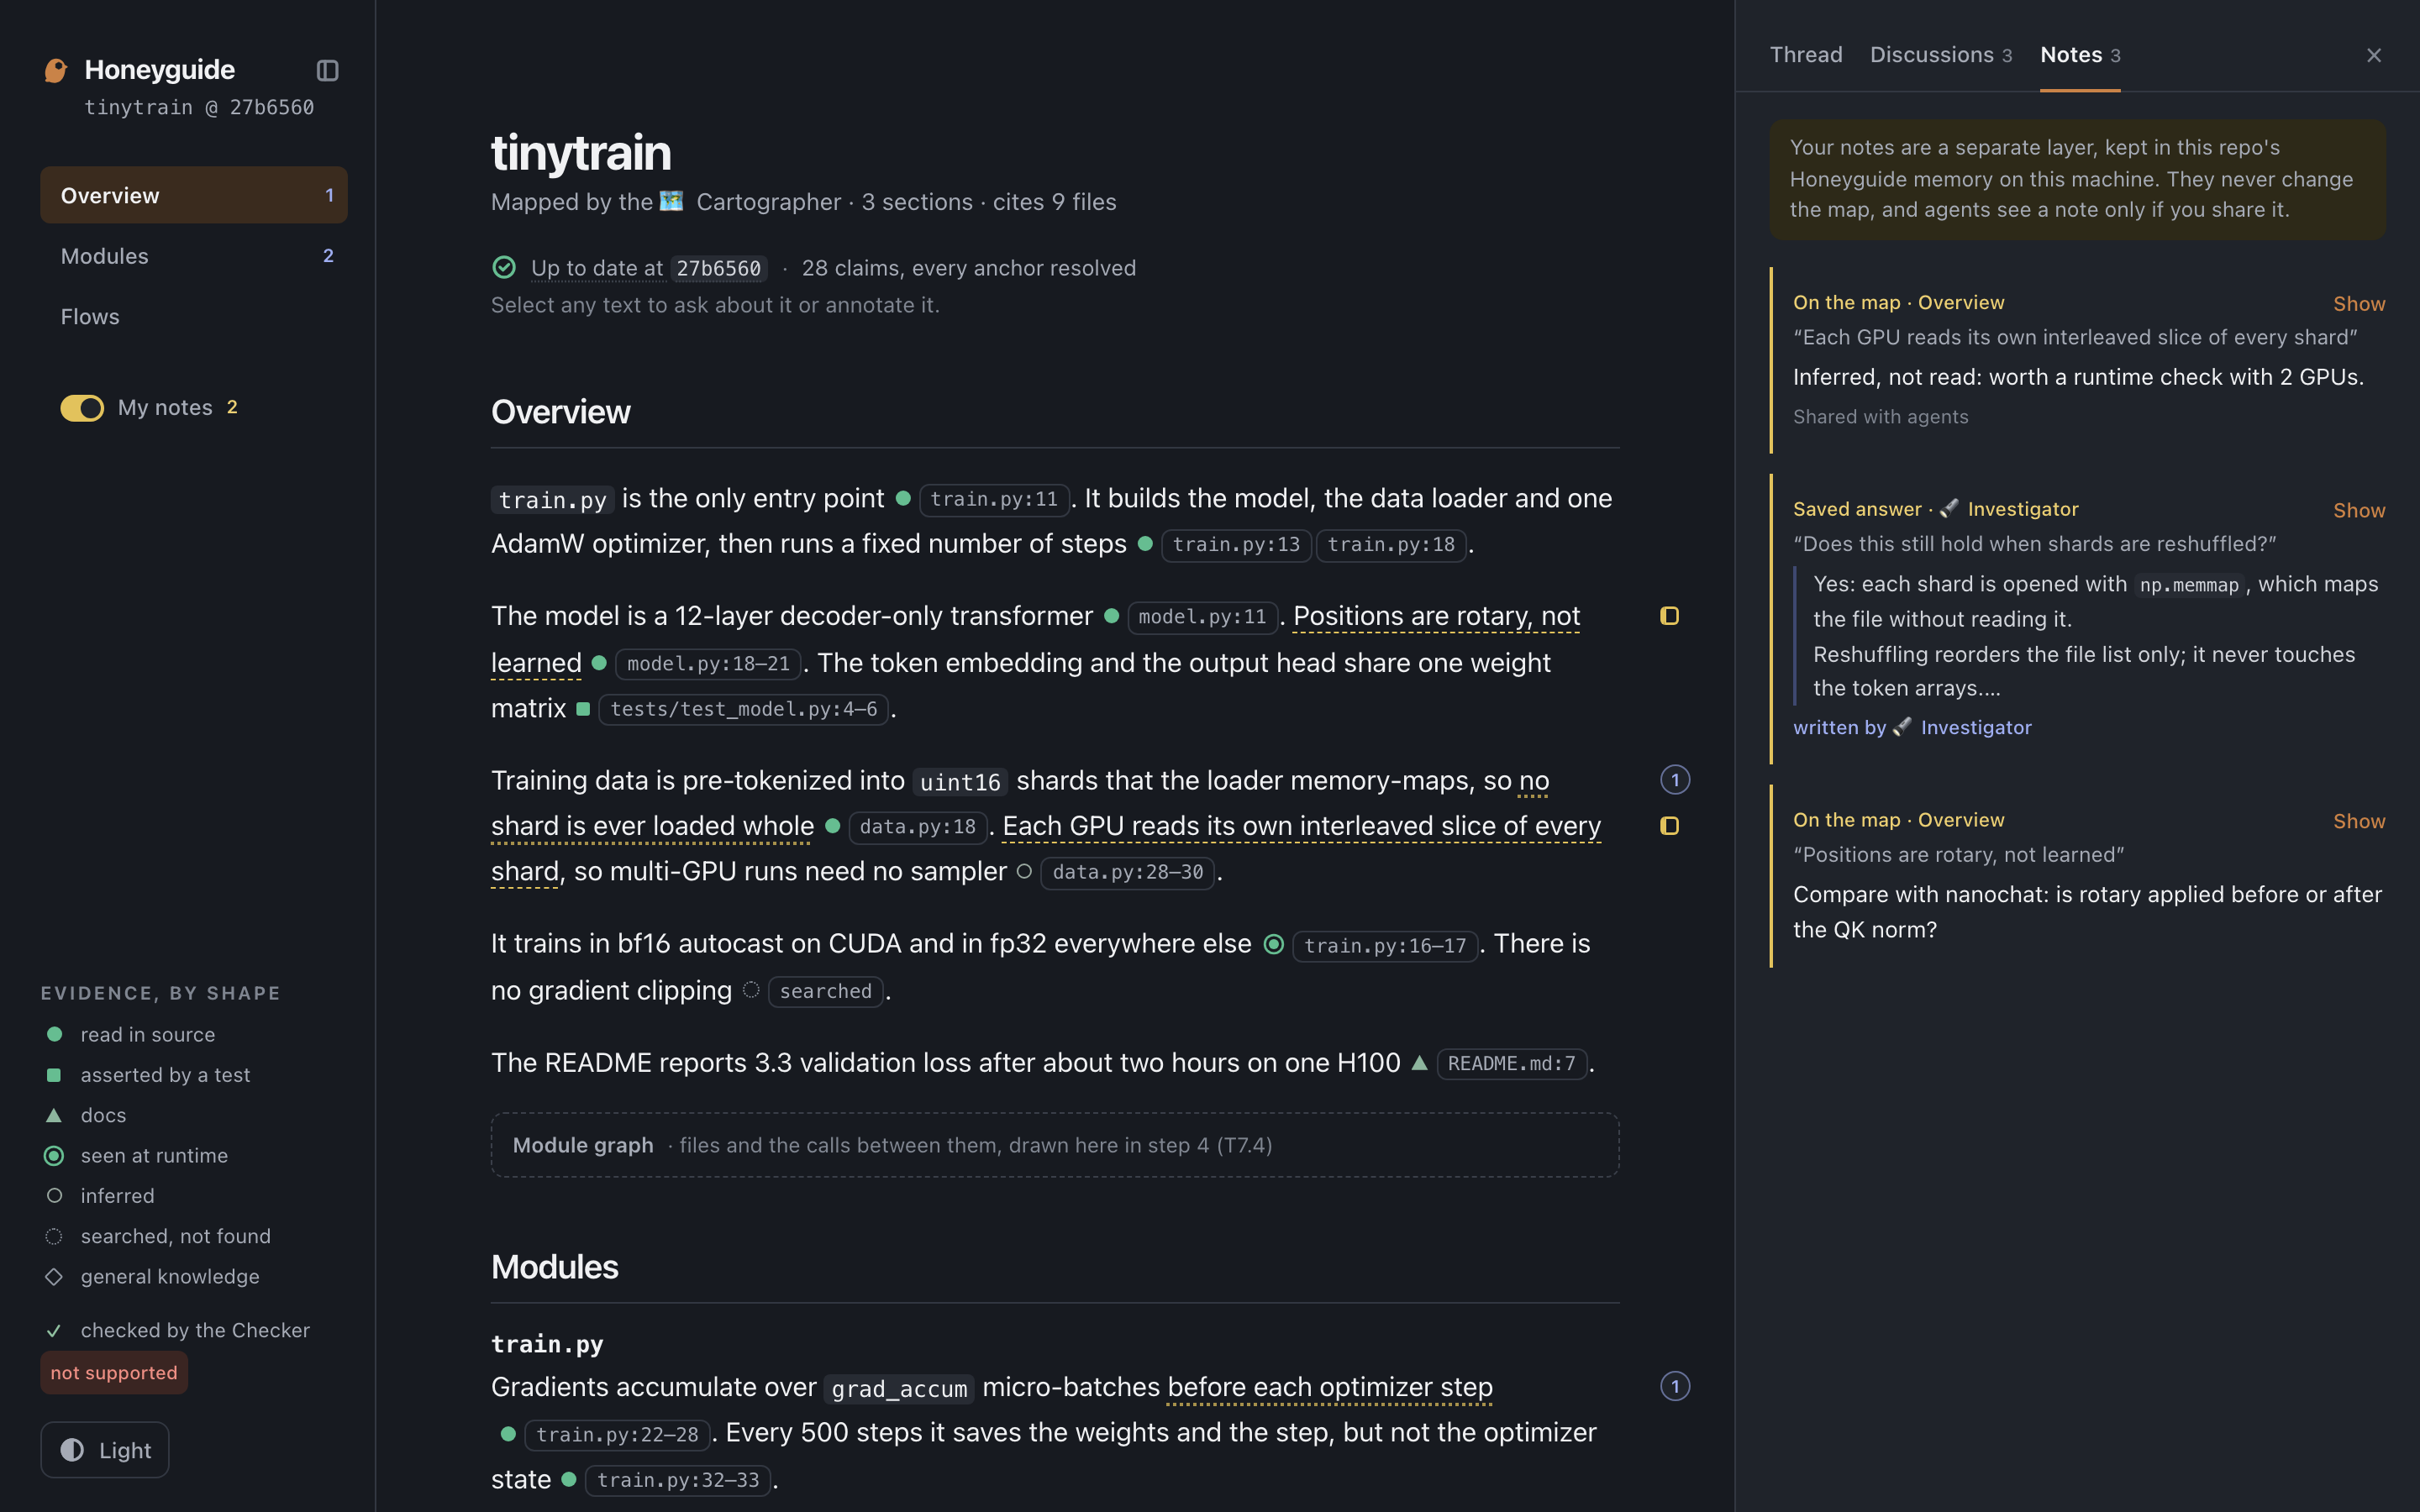 Honeyguide
tinytrain @ 27b6560
Overview 1
Modules 2
Flows
My notes 2
EVIDENCE, BY SHAPE
read in source
asserted by a test
docs
seen at runtime
inferred
searched, not found
general knowledge
checked by the Checker
not supported
Light
tinytrain
Mapped by the 🗺️ Cartographer · 3 sections · cites 9 files
Up to date at 27b6560 · 28 claims, every anchor resolved
Select any text to ask about it or annotate it.
Overview
train.py is the only entry point train.py:11. It builds the model, the data loader and one
AdamW optimizer, then runs a fixed number of steps train.py:13 train.py:18.
The model is a 12-layer decoder-only transformer model.py:11. Positions are rotary, not
learned model.py:18–21. The token embedding and the output head share one weight
matrix tests/test_model.py:4–6.
Training data is pre-tokenized into uint16 shards that the loader memory-maps, so no 1
shard is ever loaded whole data.py:18. Each GPU reads its own interleaved slice of every
shard, so multi-GPU runs need no sampler data.py:28–30.
It trains in bf16 autocast on CUDA and in fp32 everywhere else train.py:16–17. There is
no gradient clipping searched.
The README reports 3.3 validation loss after about two hours on one H100 README.md:7.
Module graph · files and the calls between them, drawn here in step 4 (T7.4)
Modules
train.py
Gradients accumulate over grad_accum micro-batches before each optimizer step 1
train.py:22–28. Every 500 steps it saves the weights and the step, but not the optimizer
state train.py:32–33.
Thread Discussions 3 Notes 3 ×
Your notes are a separate layer, kept in this repo's
Honeyguide memory on this machine. They never change
the map, and agents see a note only if you share it.
On the map · Overview Show
“Each GPU reads its own interleaved slice of every shard”
Inferred, not read: worth a runtime check with 2 GPUs.
Shared with agents
Saved answer · Investigator Show
“Does this still hold when shards are reshuffled?”
Yes: each shard is opened with np.memmap, which maps
the file without reading it.
Reshuffling reorders the file list only; it never touches
the token arrays....
written by Investigator
On the map · Overview Show
“Positions are rotary, not learned”
Compare with nanochat: is rotary applied before or after
the QK norm?